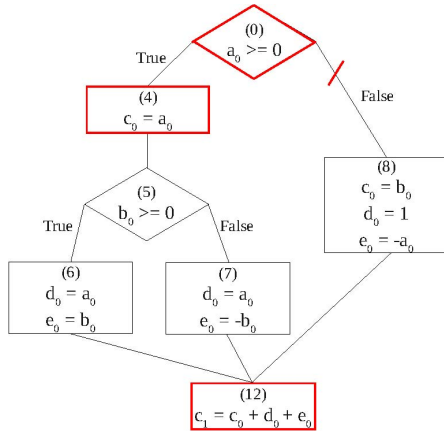 (0)
a₀ >= 0
True
False
(4)
c₀ = a₀
(5)
b₀ >= 0
True
False
(8)
c₀ = b₀
d₀ = 1
e₀ = -a₀
(6)
d₀ = a₀
e₀ = b₀
(7)
d₀ = a₀
e₀ = -b₀
(12)
c₁ = c₀ + d₀ + e₀